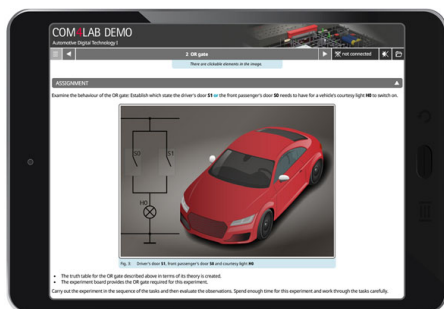 COM4LAB DEMO
Automotive Digital Technology I
2 OR gate
not connected
There are clickable elements in the image.
ASSIGNMENT
Examine the behaviour of the OR gate: Establish which state the driver's door S1 or the front passenger's door S0 needs to have for a vehicle's courtesy light H0 to switch on.
S0 S1
H0
Fig. 3: Driver's door S1, front passenger's door S0 and courtesy light H0
• The truth table for the OR gate described above in terms of its theory is created.
• The experiment board provides the OR gate required for this experiment.
Carry out the experiment in the sequence of the tasks and then evaluate the observations. Spend enough time for this experiment and work through the tasks carefully.